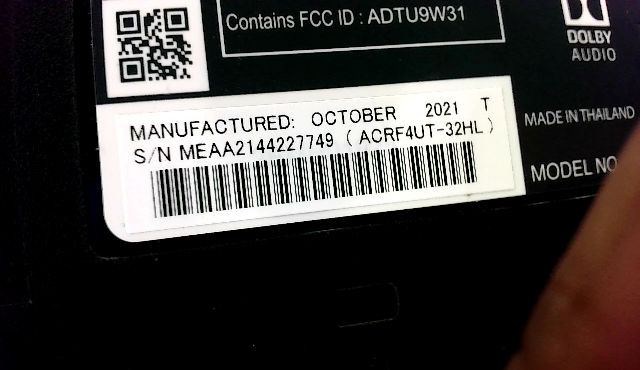 Contains FCC ID : ADTU9W31
DOLBY
AUDIO
MANUFACTURED: OCTOBER 2021 T
S/N MEAA2144227749 ( ACRF4UT-32HL )
MADE IN THAILAND
MODEL NO